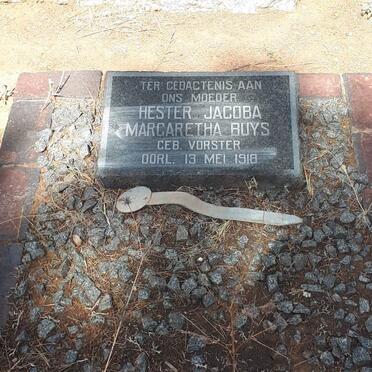 TER GEDACTENIS AAN
ONS MOEDER
HESTER JACOBA
MARGARETHA BUYS
GEB. VORSTER
OORL. 13 MEI 1918